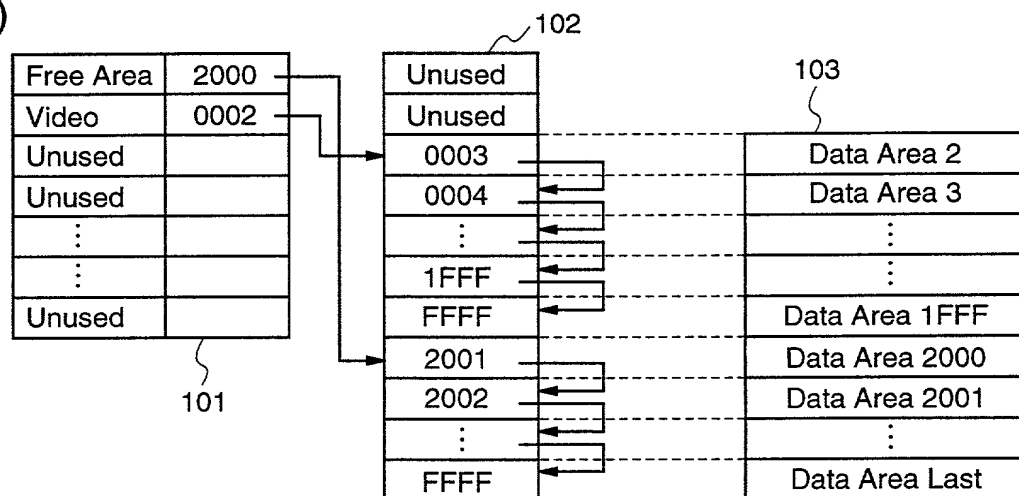 )
102
Free Area 2000
Video 0002
Unused
Unused
⋮
⋮
Unused
101
Unused
Unused
0003
0004
⋮
1FFF
FFFF
2001
2002
⋮
FFFF
103
Data Area 2
Data Area 3
⋮
⋮
Data Area 1FFF
Data Area 2000
Data Area 2001
⋮
Data Area Last